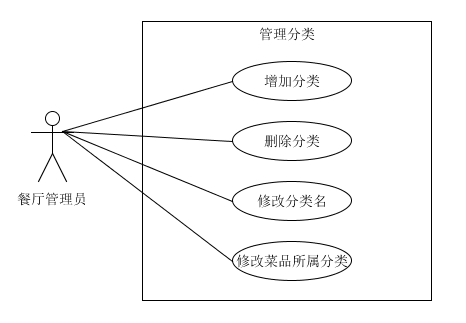 管理分类
增加分类
删除分类
修改分类名
修改菜品所属分类
餐厅管理员